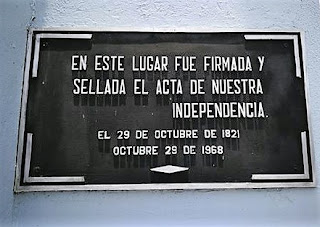 EN ESTE LUGAR FUE FIRMADA Y
SELLADA EL ACTA DE NUESTRA
INDEPENDENCIA.
EL 29 DE OCTUBRE DE 1821
OCTUBRE 29 DE 1968